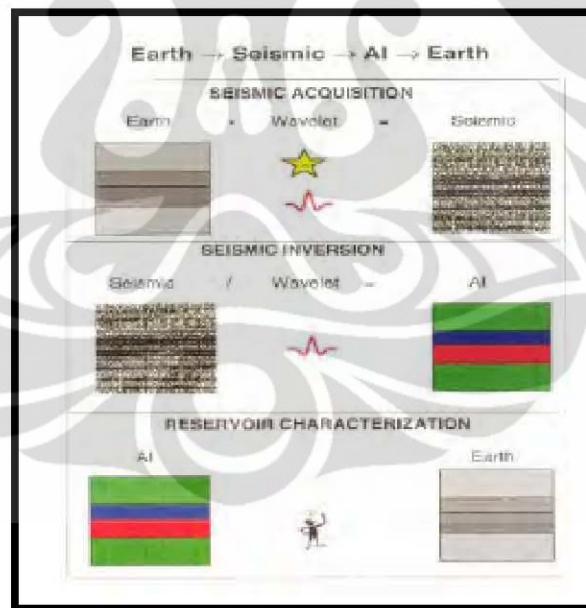 Earth → Seismic → AI → Earth
SEISMIC ACQUISITION
Earth * Wavelet = Seismic
SEISMIC INVERSION
Seismic / Wavelet = AI
RESERVOIR CHARACTERIZATION
AI Earth